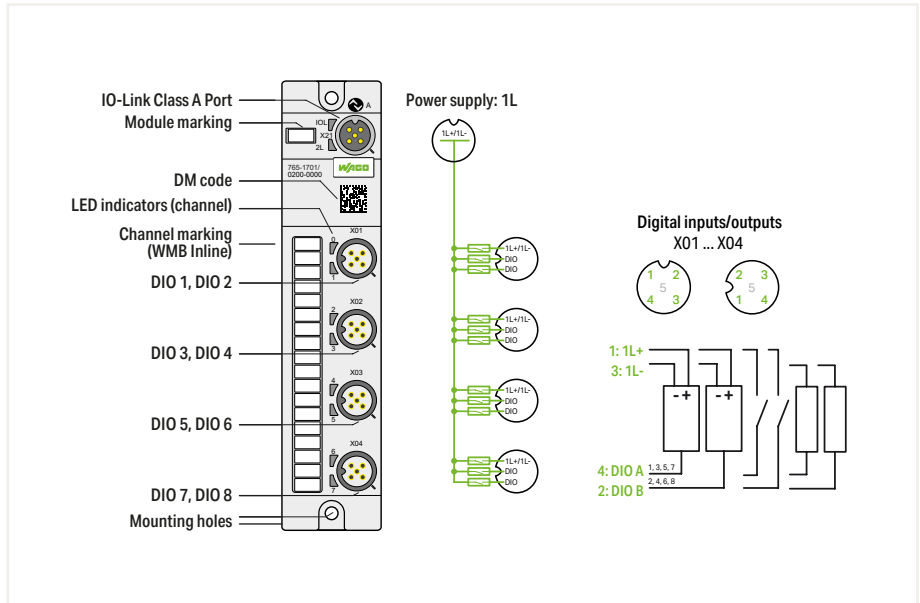 IO-Link Class A Port
Module marking
DM code
LED indicators (channel)
Channel marking
(WMB Inline)
DIO 1, DIO 2
DIO 3, DIO 4
DIO 5, DIO 6
DIO 7, DIO 8
Mounting holes
A
IOL
X21
2L
765-1701/
0200-0000
WAGO
X01
0
1
X02
2
3
X03
4
5
X04
6
7
Power supply: 1L
1L+/1L-
1L+/1L-
DIO
DIO
1L+/1L-
DIO
DIO
1L+/1L-
DIO
DIO
1L+/1L-
DIO
DIO
Digital inputs/outputs
X01 ... X04
1 2
5
4 3
2 3
5
1 4
1: 1L+
3: 1L-
- +
- +
4: DIO A 1, 3, 5, 7
2: DIO B 2, 4, 6, 8